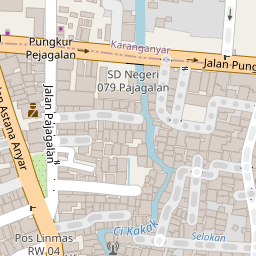 Pungkur
Pejagalan
Karanganyar
Jalan Pung
SD Negeri
079 Pajagalan
Jalan Pajagalan
n Astana Anyar
Ci Kakak
Selokan
Pos Linmas
RW 04